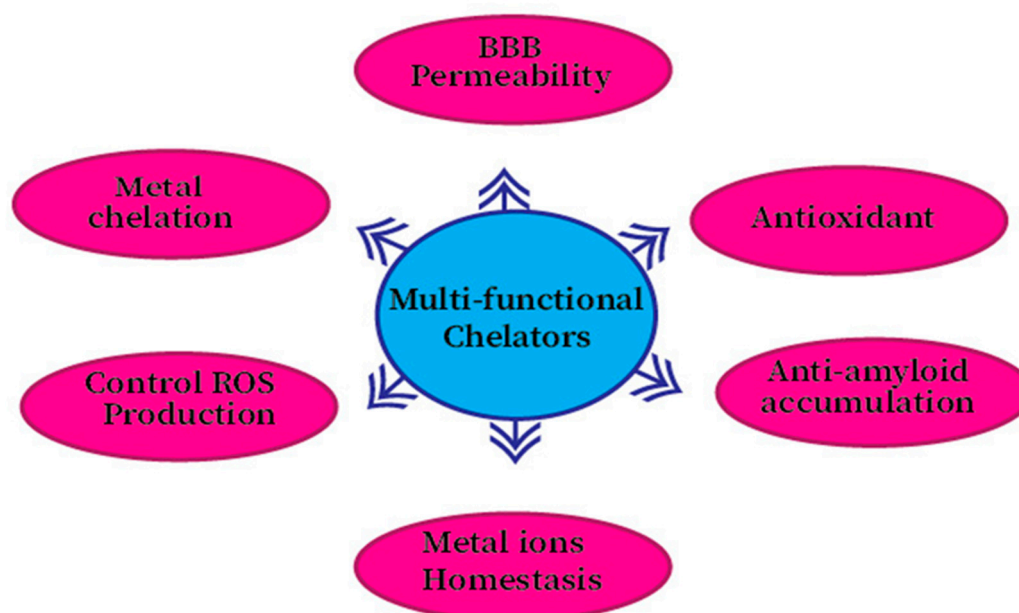 BBB
Permeability
Metal
chelation
Antioxidant
Multi-functional
Chelators
Control ROS
Production
Anti-amyloid
accumulation
Metal ions
Homestasis